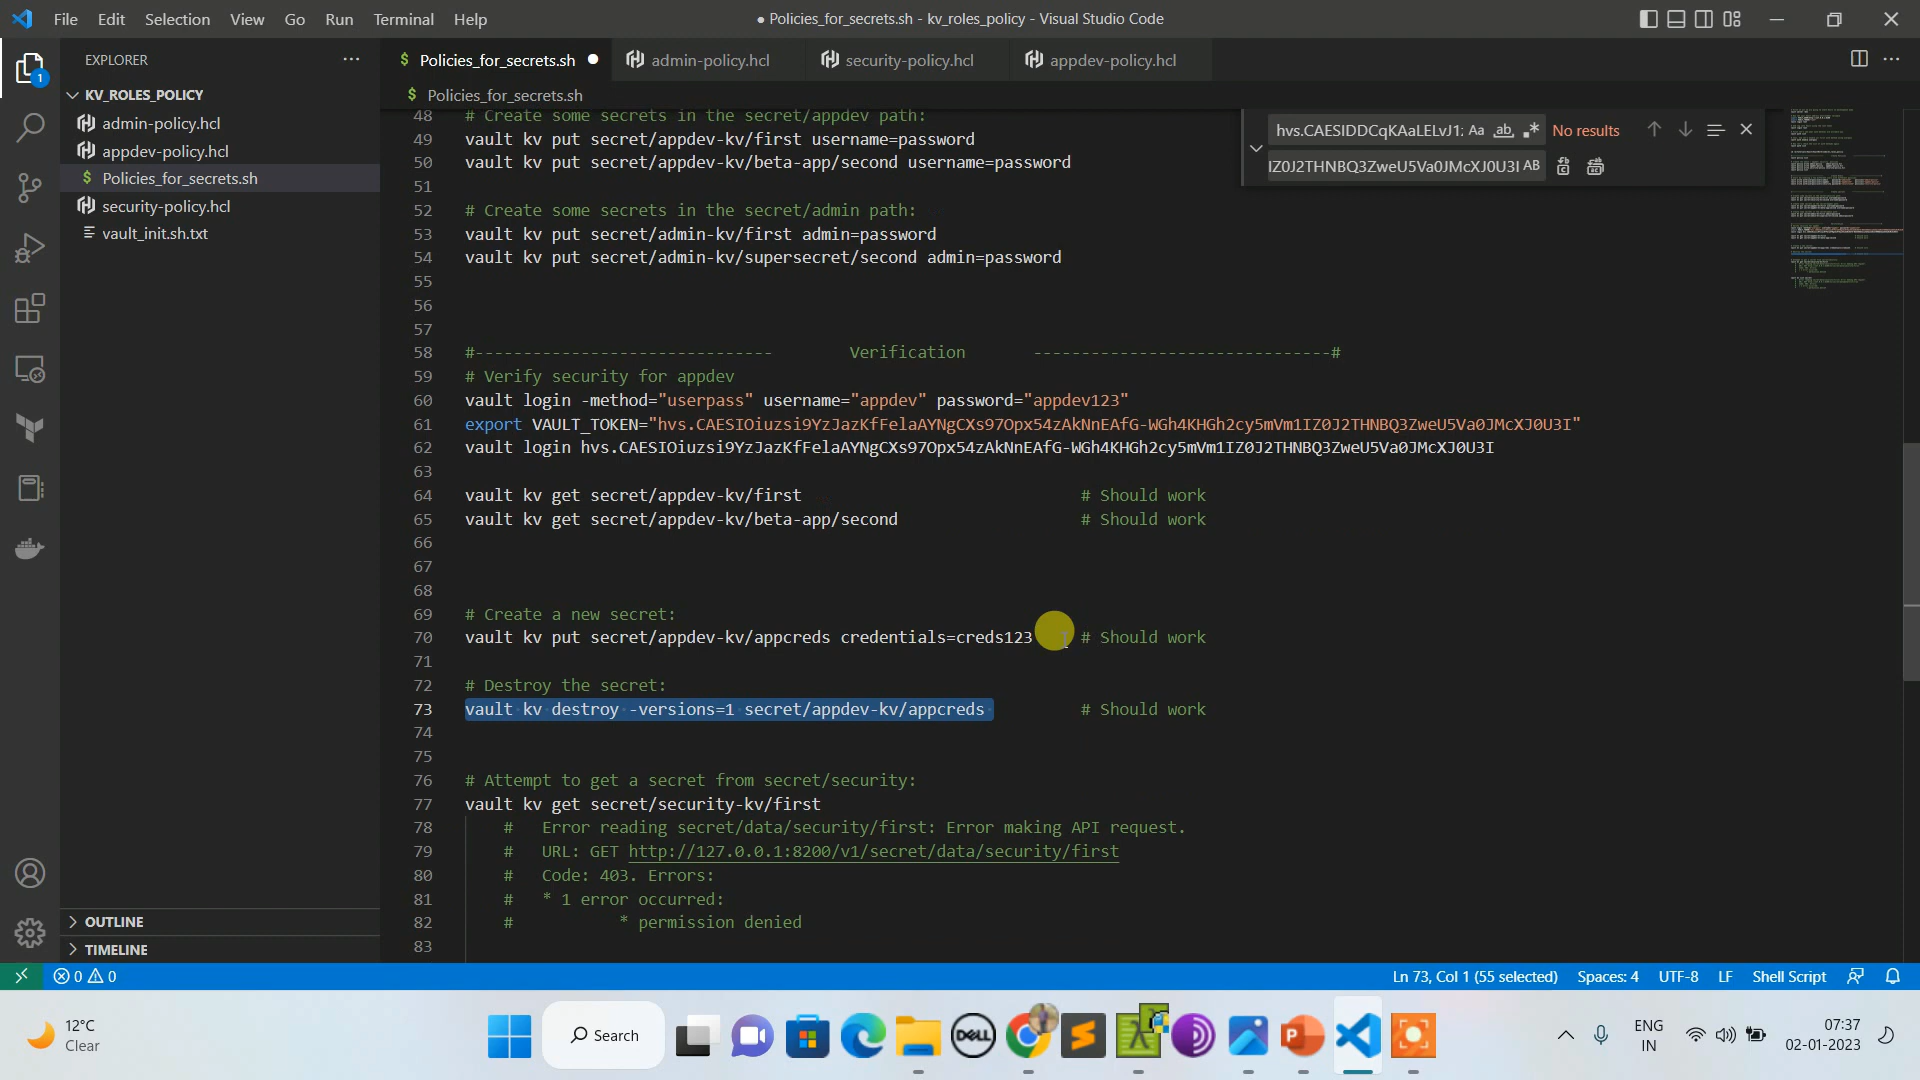 File Edit Selection View Go Run Terminal Help
● Policies_for_secrets.sh - kv_roles_policy - Visual Studio Code
EXPLORER
KV_ROLES_POLICY
admin-policy.hcl
appdev-policy.hcl
$ Policies_for_secrets.sh
security-policy.hcl
vault_init.sh.txt
OUTLINE
TIMELINE
$ Policies_for_secrets.sh ● admin-policy.hcl security-policy.hcl appdev-policy.hcl
$ Policies_for_secrets.sh
hvs.CAESIDDCqKAaLELvJ1: Aa ab No results
IZ0J2THNBQ3ZweU5Va0JMcXJ0U3I AB
48 # Create some secrets in the secret/appdev path:
49 vault kv put secret/appdev-kv/first username=password
50 vault kv put secret/appdev-kv/beta-app/second username=password
51
52 # Create some secrets in the secret/admin path:
53 vault kv put secret/admin-kv/first admin=password
54 vault kv put secret/admin-kv/supersecret/second admin=password
55
56
57
58 #------------------------------- Verification -------------------------------#
59 # Verify security for appdev
60 vault login -method="userpass" username="appdev" password="appdev123"
61 export VAULT_TOKEN="hvs.CAESIOiuzsi9YzJazKfFelaAYNgCXs97Opx54zAkNnEAfG-WGh4KHGh2cy5mVm1IZ0J2THNBQ3ZweU5Va0JMcXJ0U3I"
62 vault login hvs.CAESIOiuzsi9YzJazKfFelaAYNgCXs97Opx54zAkNnEAfG-WGh4KHGh2cy5mVm1IZ0J2THNBQ3ZweU5Va0JMcXJ0U3I
63
64 vault kv get secret/appdev-kv/first # Should work
65 vault kv get secret/appdev-kv/beta-app/second # Should work
66
67
68
69 # Create a new secret:
70 vault kv put secret/appdev-kv/appcreds credentials=creds123 # Should work
71
72 # Destroy the secret:
73 vault kv destroy -versions=1 secret/appdev-kv/appcreds # Should work
74
75
76 # Attempt to get a secret from secret/security:
77 vault kv get secret/security-kv/first
78 # Error reading secret/data/security/first: Error making API request.
79 # URL: GET http://127.0.0.1:8200/v1/secret/data/security/first
80 # Code: 403. Errors:
81 # * 1 error occurred:
82 # * permission denied
83
0 0 Ln 73, Col 1 (55 selected) Spaces: 4 UTF-8 LF Shell Script
12°C
Clear
Search
DELL
ENG
IN
07:37
02-01-2023